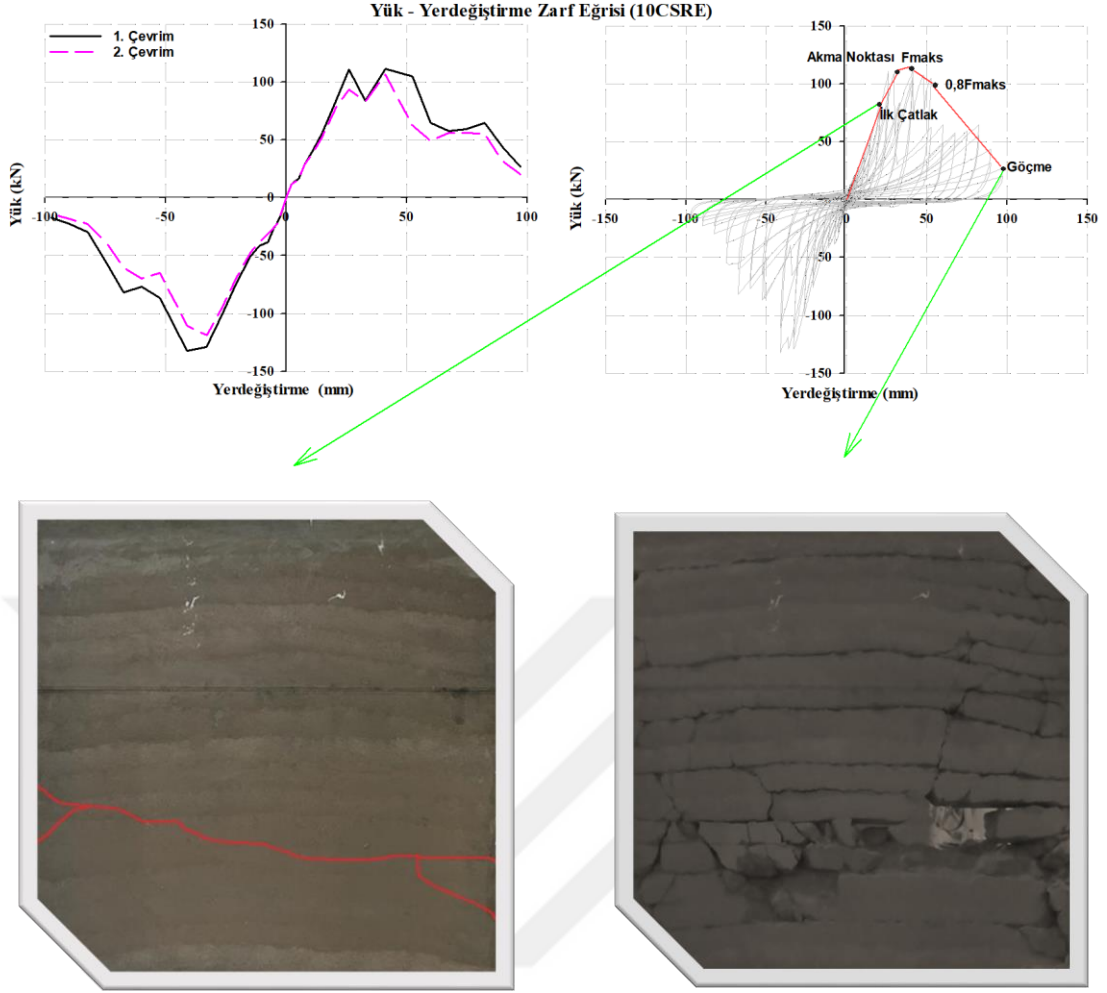 Yük - Yerdeğiştirme Zarf Eğrisi (10CSRE)
1. Çevrim
2. Çevrim
150
100
50
0
-50
-100
-150
-100
-50
0
50
100
Yük (kN)
Yerdeğiştirme (mm)
150
100
50
0
-50
-100
-150
-150
-100
-50
0
50
100
150
Yük (kN)
Yerdeğiştirme (mm)
Akma Noktası
Fmaks
0,8Fmaks
İlk Çatlak
Göçme